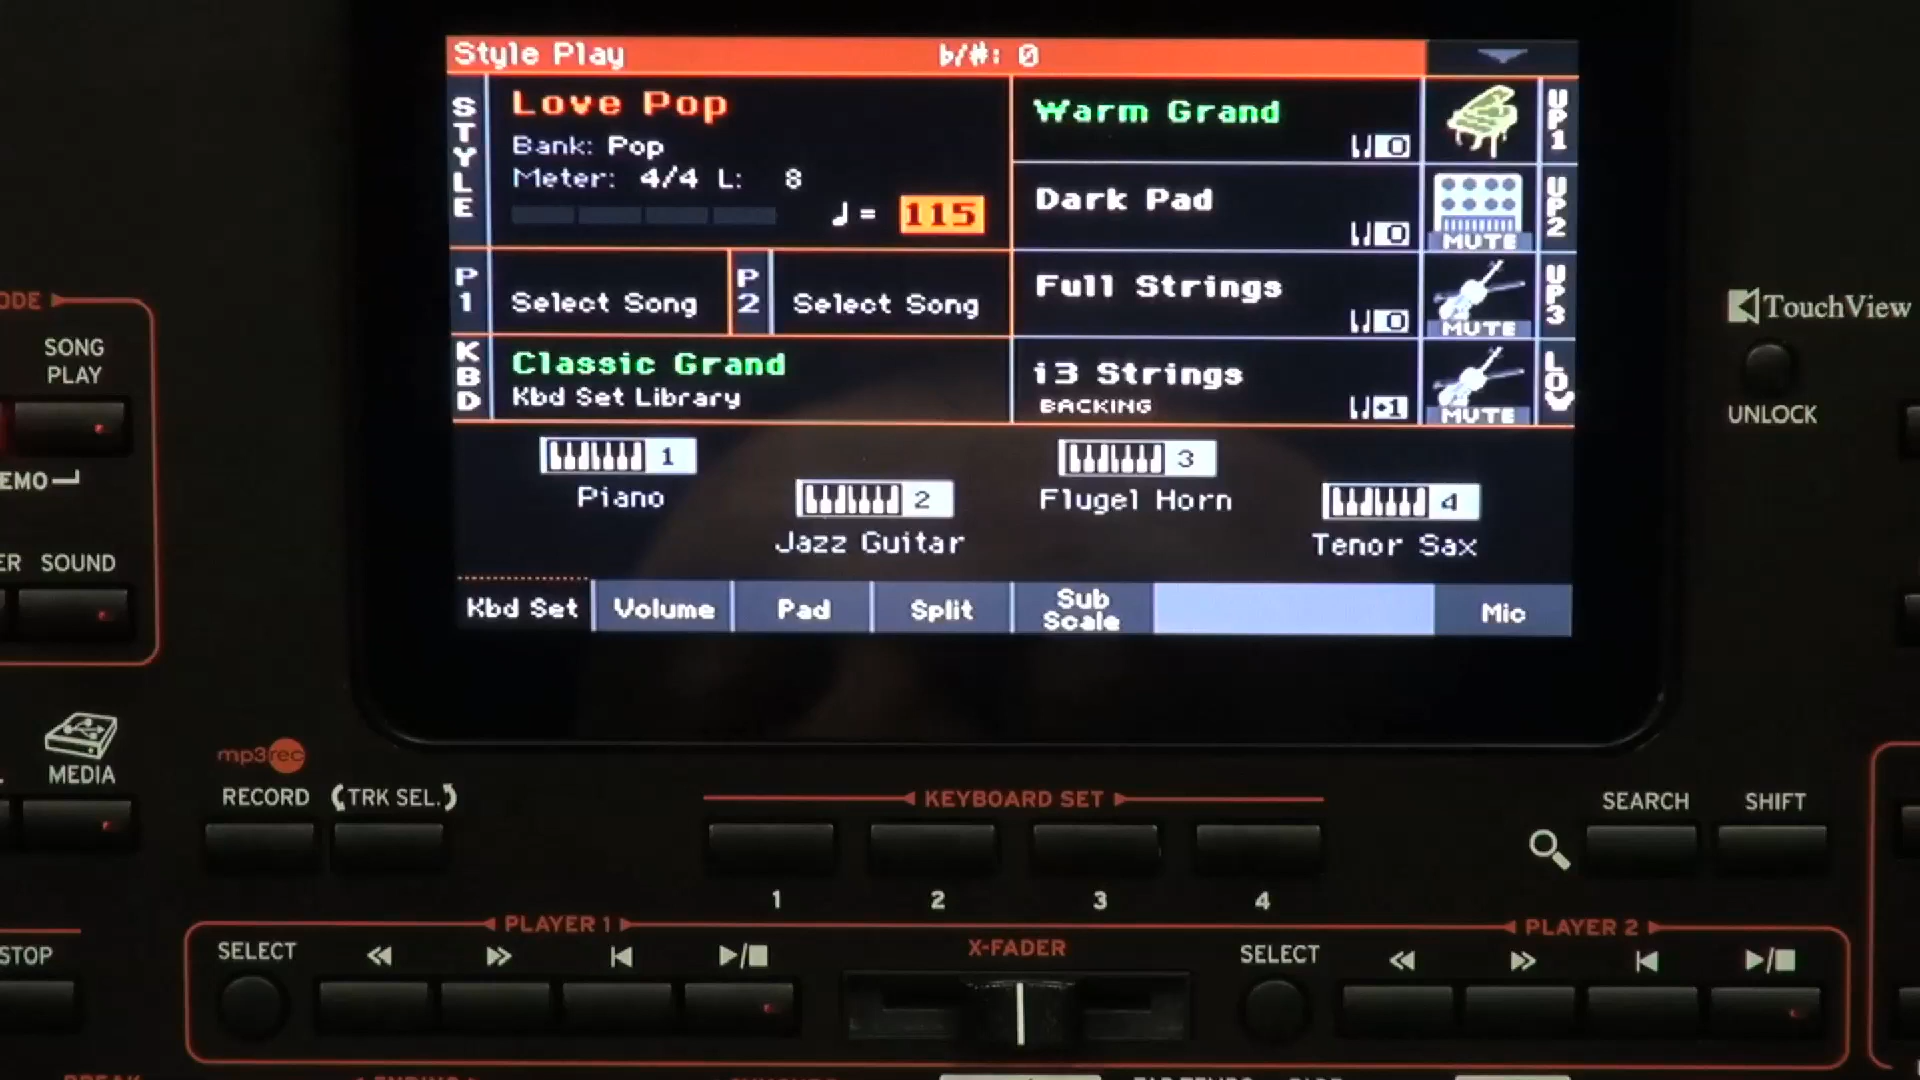 Style Play
♭/#: 0
STYLE
Love Pop
Bank: Pop
Meter: 4/4 L: 8
♩ = 115
Warm Grand
0
UP1
Dark Pad
0
MUTE
UP2
P1
Select Song
P2
Select Song
Full Strings
0
MUTE
UP3
KBD
Classic Grand
Kbd Set Library
i3 Strings
BACKING
MUTE
LOW
1
Piano
2
Jazz Guitar
3
Flugel Horn
4
Tenor Sax
Kbd Set
Volume
Pad
Split
Sub
Scale
Mic
SONG
PLAY
SOUND
MEDIA
TouchView
UNLOCK
mp3rec
RECORD
TRK SEL.
KEYBOARD SET
1
2
3
4
SEARCH
SHIFT
STOP
PLAYER 1
SELECT
X-FADER
PLAYER 2
SELECT